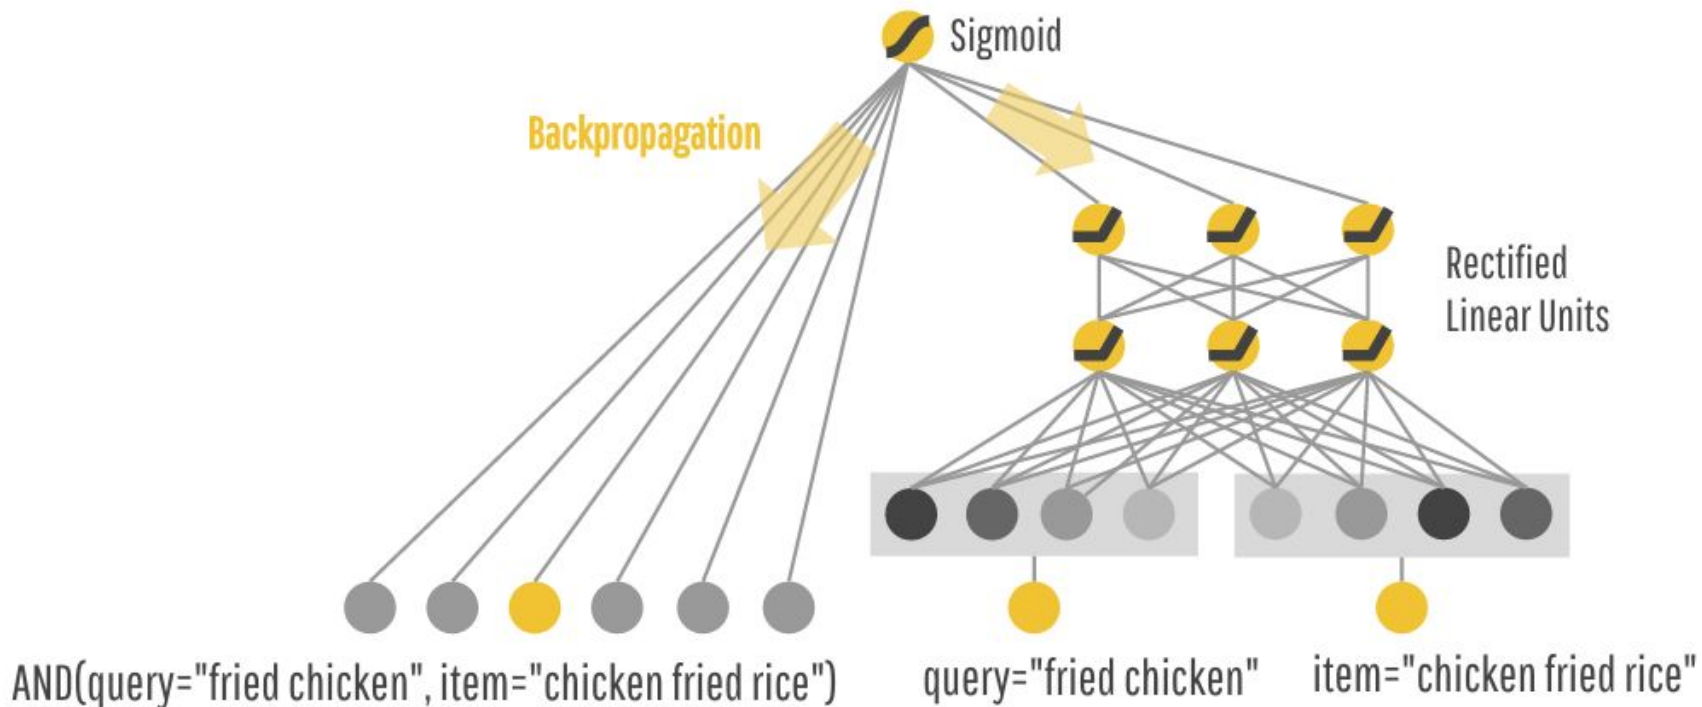 Sigmoid
Backpropagation
Rectified
Linear Units
AND(query="fried chicken", item="chicken fried rice")
query="fried chicken"
item="chicken fried rice"